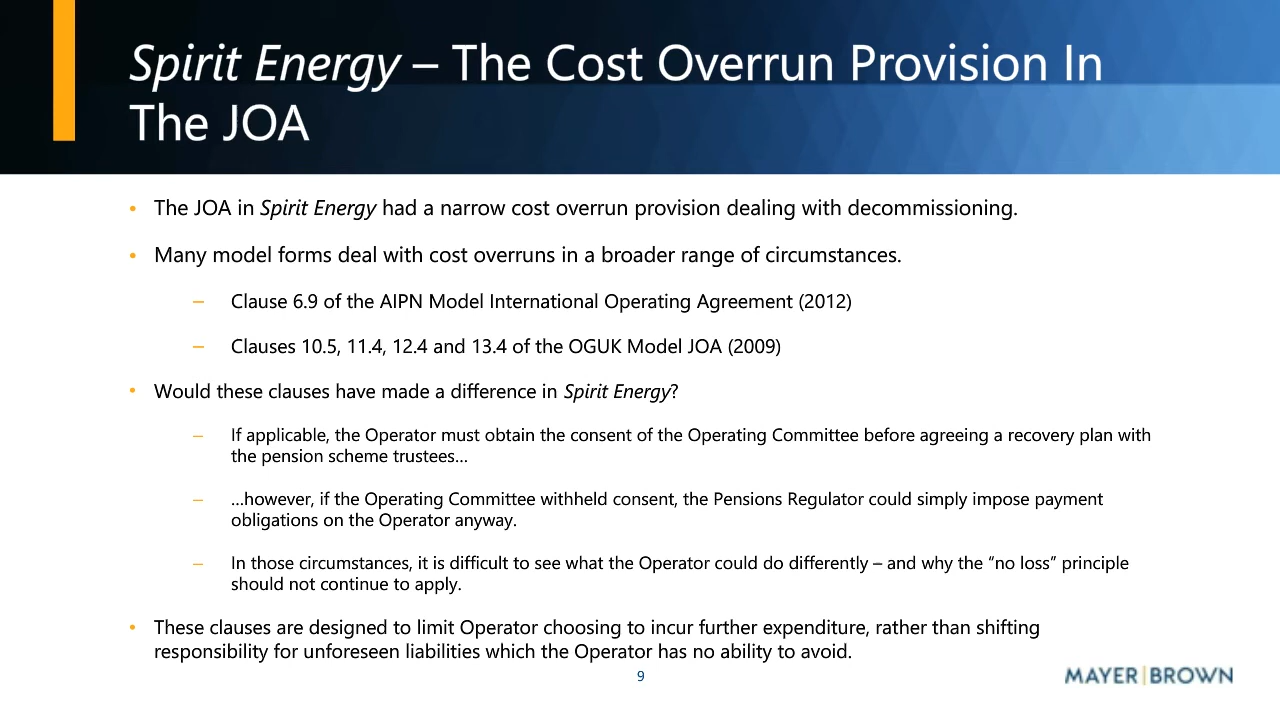 Spirit Energy – The Cost Overrun Provision In
The JOA
• The JOA in Spirit Energy had a narrow cost overrun provision dealing with decommissioning.
• Many model forms deal with cost overruns in a broader range of circumstances.
– Clause 6.9 of the AIPN Model International Operating Agreement (2012)
– Clauses 10.5, 11.4, 12.4 and 13.4 of the OGUK Model JOA (2009)
• Would these clauses have made a difference in Spirit Energy?
– If applicable, the Operator must obtain the consent of the Operating Committee before agreeing a recovery plan with
the pension scheme trustees…
– …however, if the Operating Committee withheld consent, the Pensions Regulator could simply impose payment
obligations on the Operator anyway.
– In those circumstances, it is difficult to see what the Operator could do differently – and why the “no loss” principle
should not continue to apply.
• These clauses are designed to limit Operator choosing to incur further expenditure, rather than shifting
responsibility for unforeseen liabilities which the Operator has no ability to avoid.
9
MAYER|BROWN